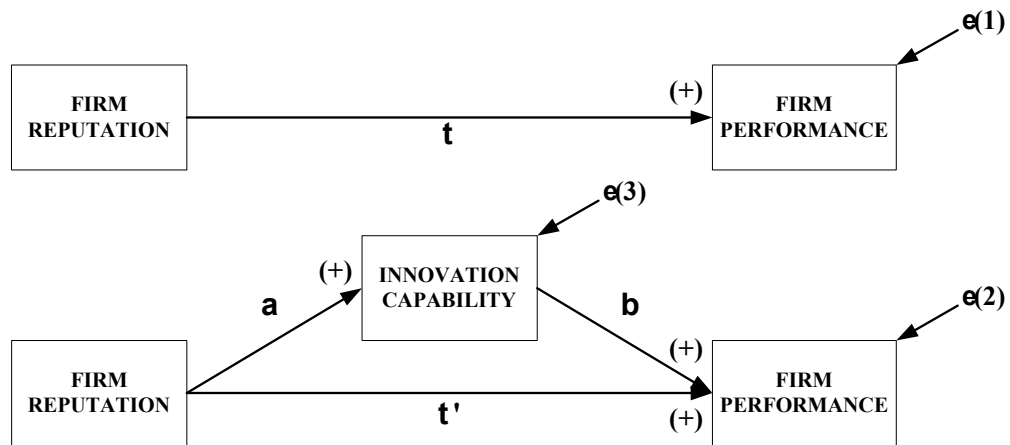 e(1)
FIRM
REPUTATION
(+)
FIRM
PERFORMANCE
t
e(3)
(+)
INNOVATION
CAPABILITY
a
b
e(2)
(+)
FIRM
REPUTATION
FIRM
PERFORMANCE
t'
(+)